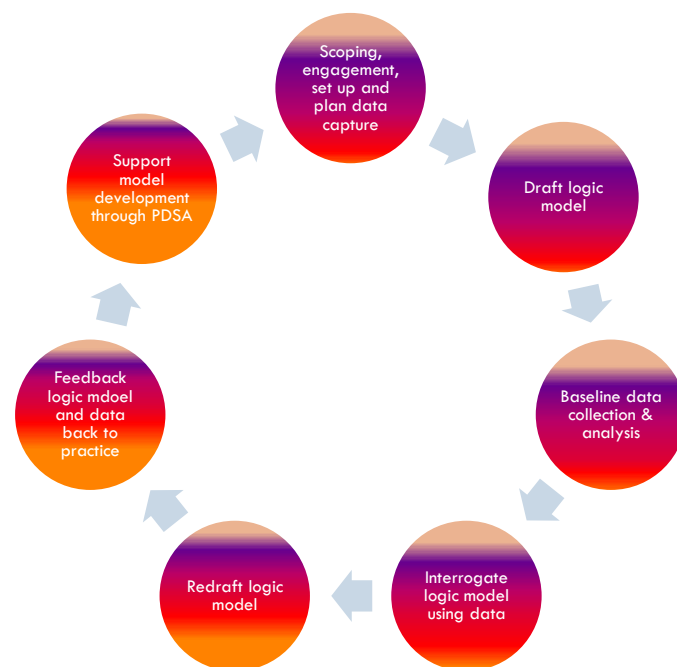 Scoping,
engagement,
set up and
plan data
capture
Draft logic
model
Baseline data
collection &
analysis
Interrogate
logic model
using data
Redraft logic
model
Feedback
logic mdoel
and data
back to
practice
Support
model
development
through PDSA